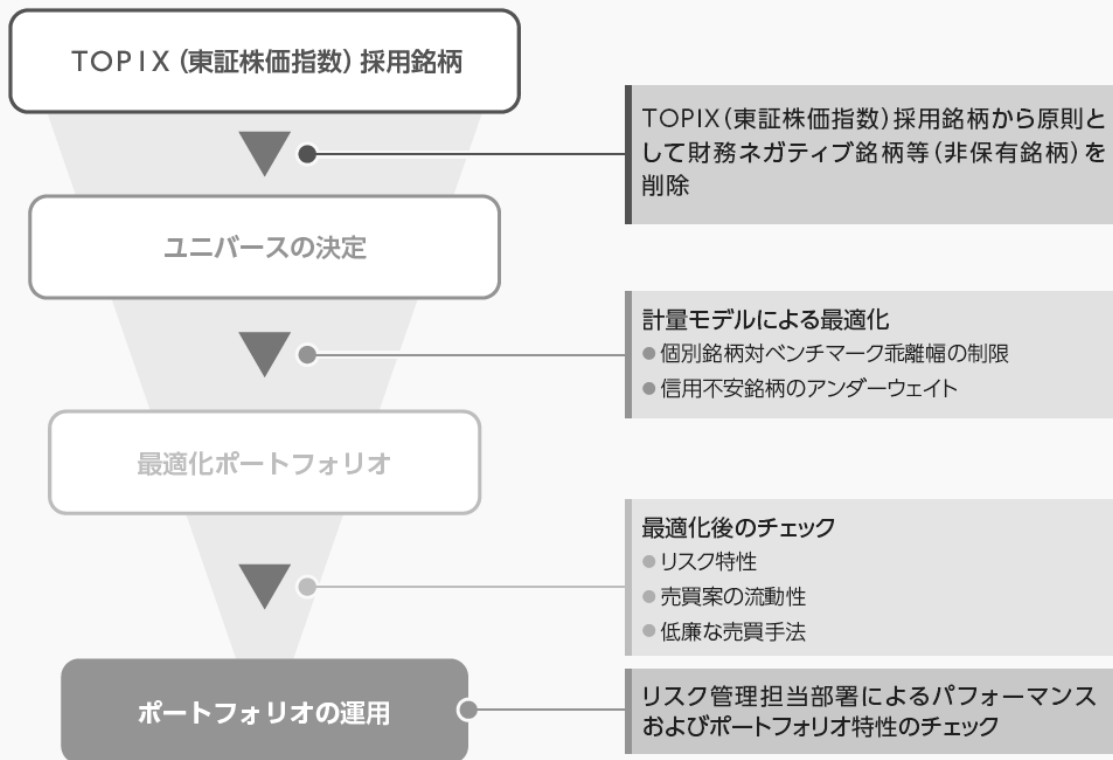 TOPIX(東証株価指数)採用銘柄
TOPIX(東証株価指数)採用銘柄から原則と
して財務ネガティブ銘柄等(非保有銘柄)を
削除
ユニバースの決定
計量モデルによる最適化
●個別銘柄対ベンチマーク乖離幅の制限
●信用不安銘柄のアンダーウェイト
最適化ポートフォリオ
最適化後のチェック
●リスク特性
●売買案の流動性
●低廉な売買手法
ポートフォリオの運用
リスク管理担当部署によるパフォーマンス
およびポートフォリオ特性のチェック